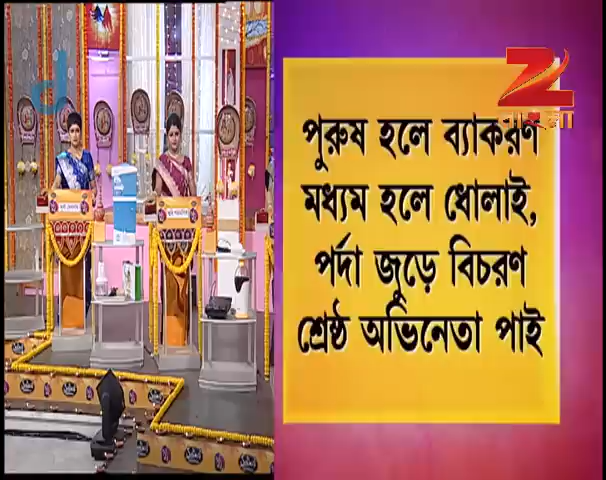 পুরুষ হলে ব্যাকরণ
মধ্যম হলে ধোলাই,
পর্দা জুড়ে বিচরণ
শ্রেষ্ঠ অভিনেতা পাই
Z
বাংলা